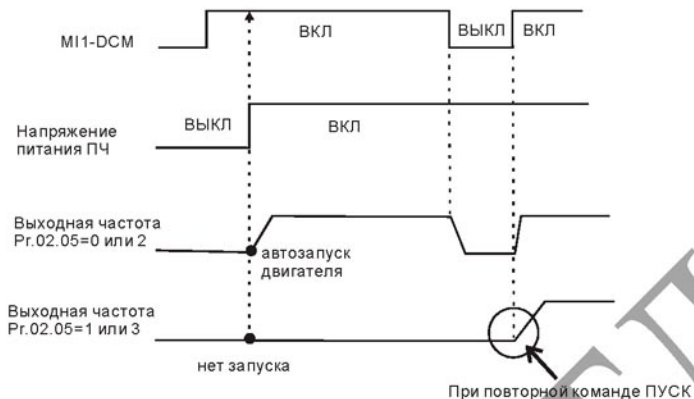 MI1-DCM
ВКЛ
ВЫКЛ
ВКЛ
Напряжение
питания ПЧ
ВЫКЛ
ВКЛ
Выходная частота
Pr.02.05=0 или 2
автозапуск
двигателя
Выходная частота
Pr.02.05=1 или 3
нет запуска
При повторной команде ПУСК